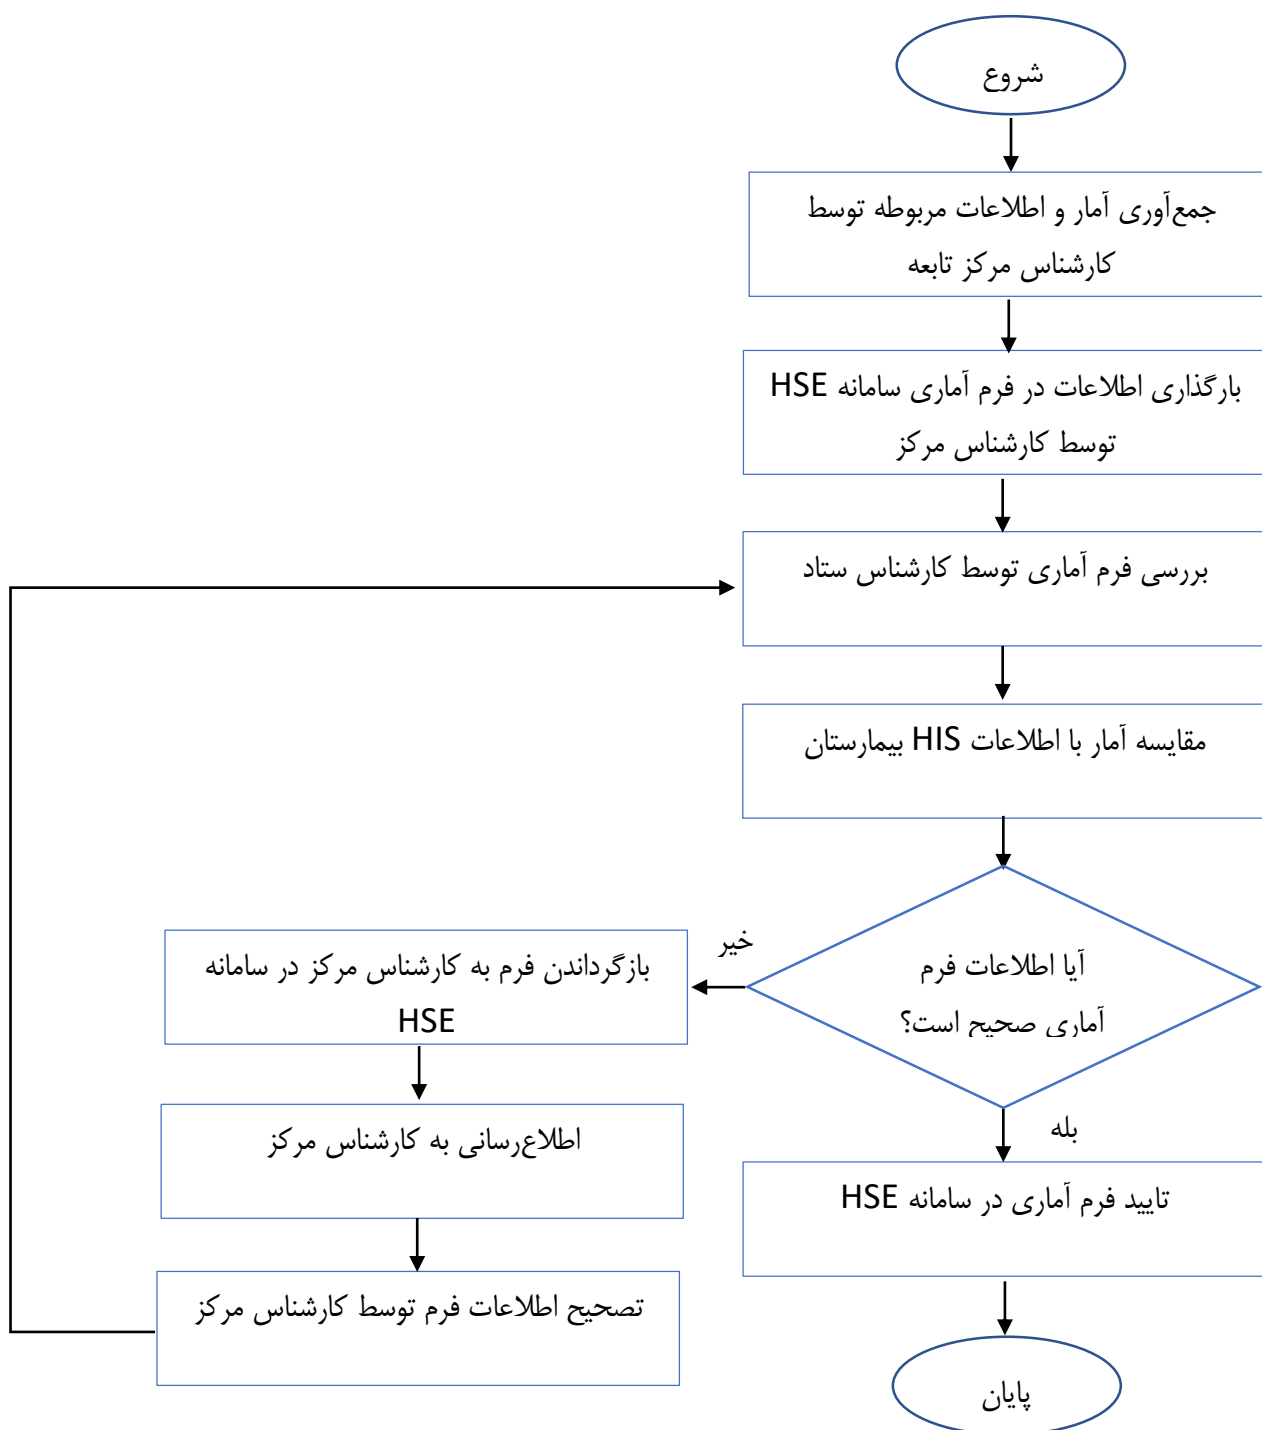 شروع
جمع‌آوری آمار و اطلاعات مربوطه توسط
کارشناس مرکز تابعه
بارگذاری اطلاعات در فرم آماری سامانه HSE
توسط کارشناس مرکز
بررسی فرم آماری توسط کارشناس ستاد
مقایسه آمار با اطلاعات HIS بیمارستان
آیا اطلاعات فرم
آماری صحیح است؟
خیر
بازگرداندن فرم به کارشناس مرکز در سامانه
HSE
اطلاع‌رسانی به کارشناس مرکز
تصحیح اطلاعات فرم توسط کارشناس مرکز
بله
تایید فرم آماری در سامانه HSE
پایان